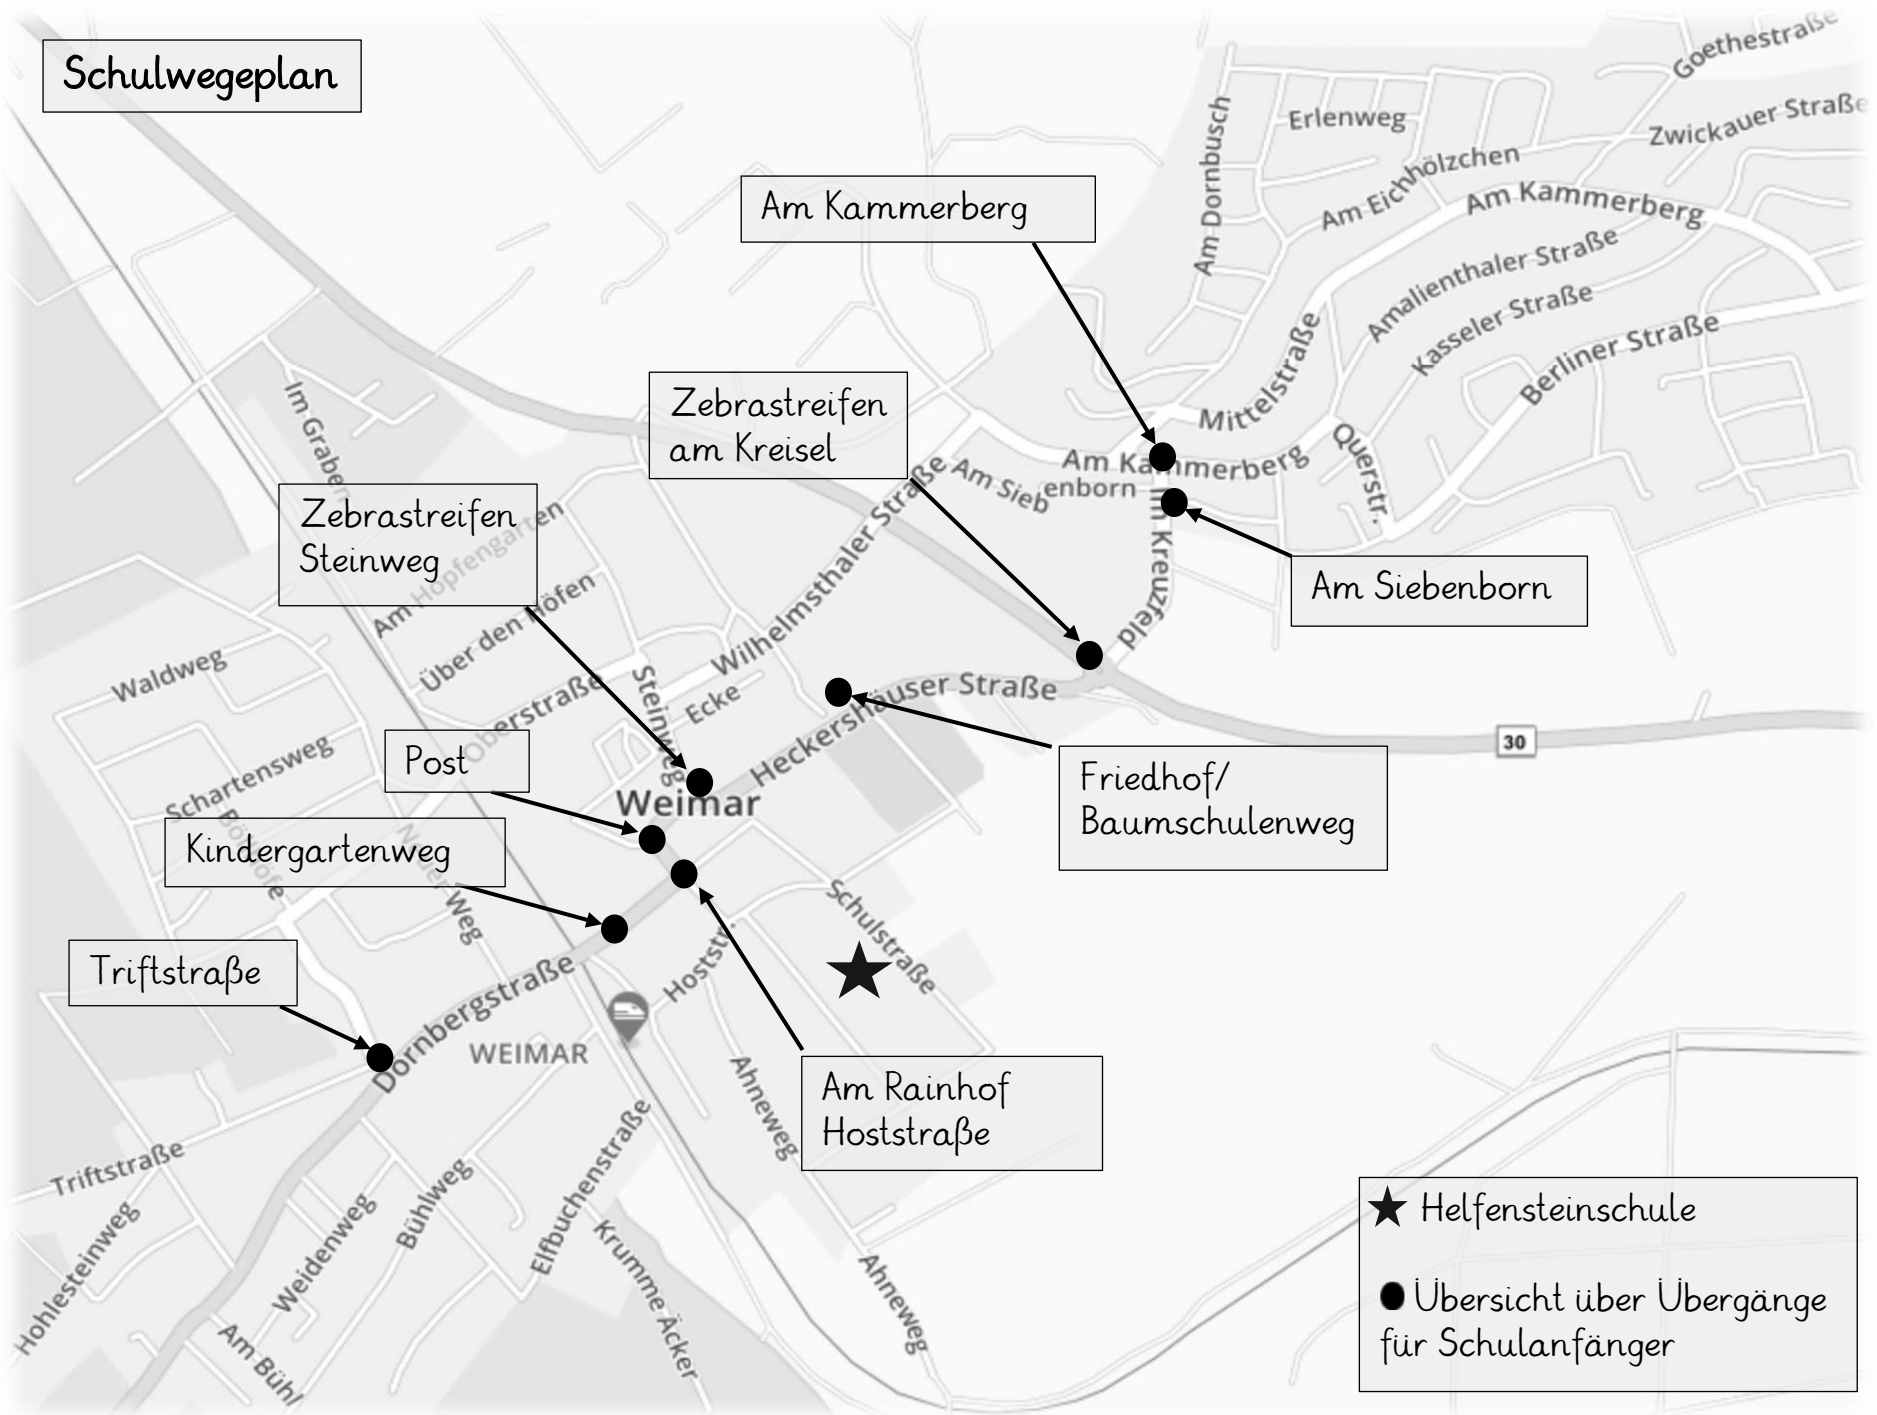 Schulwegeplan
Goethestraße
Erlenweg
Zwickauer Straße
Am Dornbusch
Am Eichhölzchen
Am Kammerberg
Am Kammerberg
Amalienthaler Straße
Kasseler Straße
Berliner Straße
Mittelstraße
Zebrastreifen
am Kreisel
Im Graben
Am Kammerberg
Querstr.
Am Sieb
enborn
Im Kreuzfeld
Zebrastreifen
Steinweg
Am Hopfengarten
Über den Höfen
Wilhelmsthaler Straße
Am Siebenborn
Waldweg
Oberstraße
Steinweg
Ecke
Heckershäuser Straße
30
Schartensweg
Post
Weimar
Friedhof/
Baumschulenweg
Kindergartenweg
Neuer Weg
Schulstraße
Hoststr.
Triftstraße
Dornbergstraße
WEIMAR
Ahneweg
Am Rainhof
Hoststraße
Triftstraße
Hohlesteinweg
Weidenweg
Bühlweg
Elfbuchenstraße
Krumme Äcker
Ahneweg
Am Bühl
Helfensteinschule
Übersicht über Übergänge
für Schulanfänger